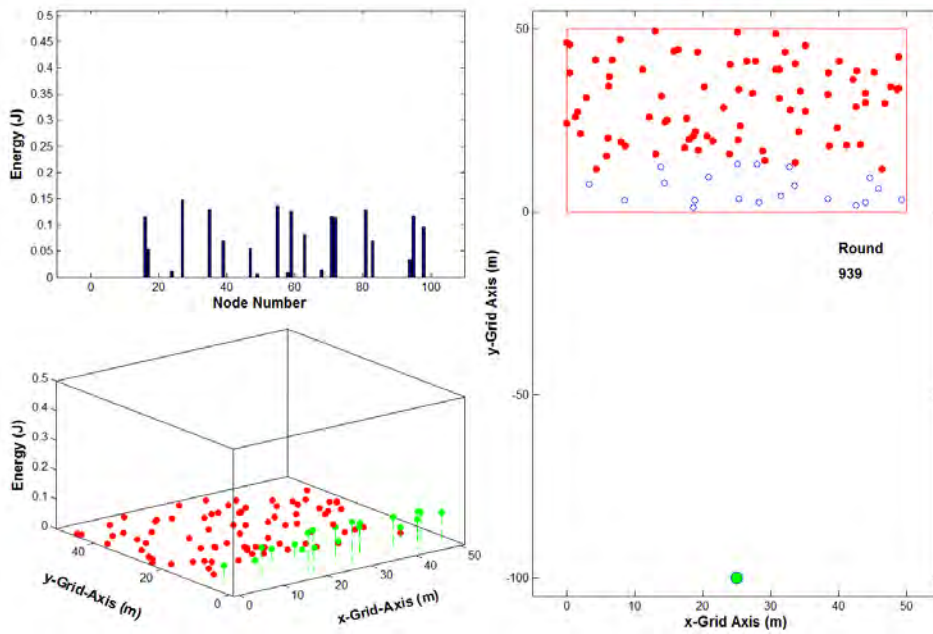 0.5
0.45
0.4
0.35
0.3
0.25
0.2
0.15
0.1
0.05
0
Energy (J)
0 20 40 60 80 100
Node Number
0.5
0.4
0.3
0.2
0.1
0
Energy (J)
40
20
0
y-Grid-Axis (m)
0 10 20 30 40 50
x-Grid-Axis (m)
50
0
-50
-100
y-Grid Axis (m)
Round
939
0 10 20 30 40 50
x-Grid Axis (m)